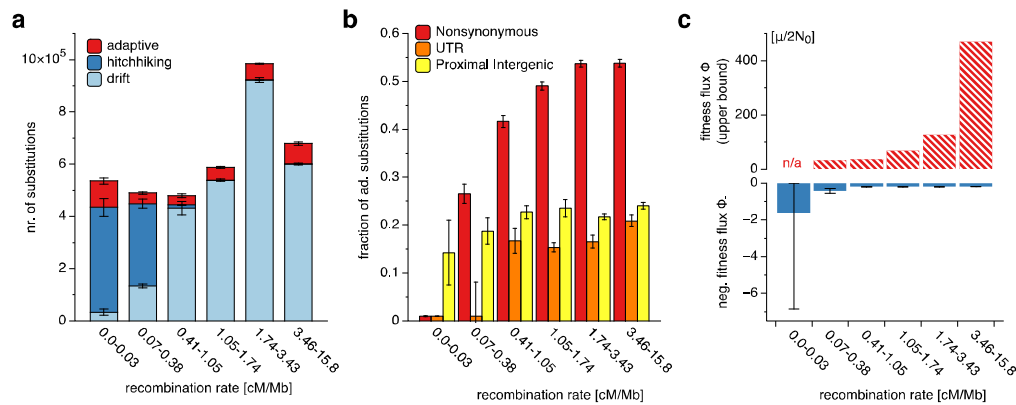 a
adaptive
hitchhiking
drift
nr. of substitutions
10×10⁵
8
6
4
2
0
0.0-0.03
0.07-0.38
0.41-1.05
1.05-1.74
1.74-3.43
3.46-15.8
recombination rate [cM/Mb]
b
Nonsynonymous
UTR
Proximal Intergenic
fraction of ad. substitutions
0.6
0.5
0.4
0.3
0.2
0.1
0
0.0-0.03
0.07-0.38
0.41-1.05
1.05-1.74
1.74-3.43
3.46-15.8
recombination rate [cM/Mb]
c
[μ/2N₀]
fitness flux Φ
(upper bound)
400
200
0
n/a
neg. fitness flux Φ-
0
−2
−4
−6
0.0-0.03
0.07-0.38
0.41-1.05
1.05-1.74
1.74-3.43
3.46-15.8
recombination rate [cM/Mb]